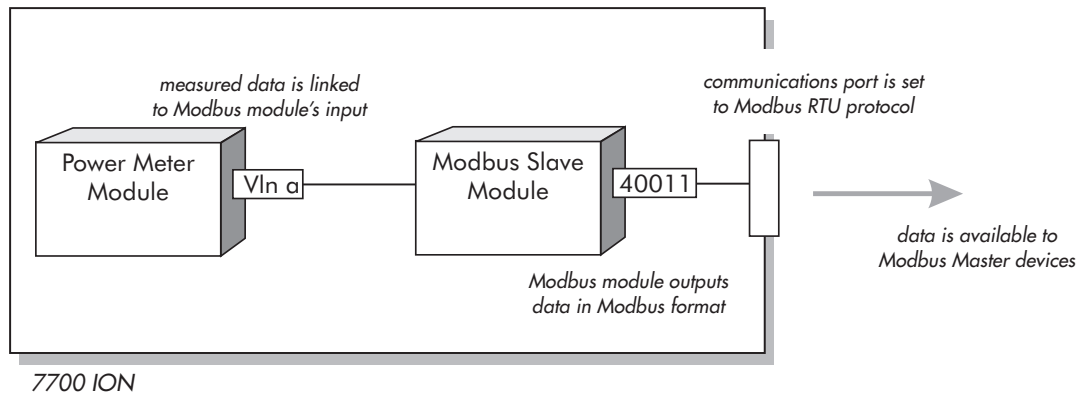 measured data is linked
to Modbus module's input
communications port is set
to Modbus RTU protocol
Power Meter
Module
Vln a
Modbus Slave
Module
40011
data is available to
Modbus Master devices
Modbus module outputs
data in Modbus format
7700 ION